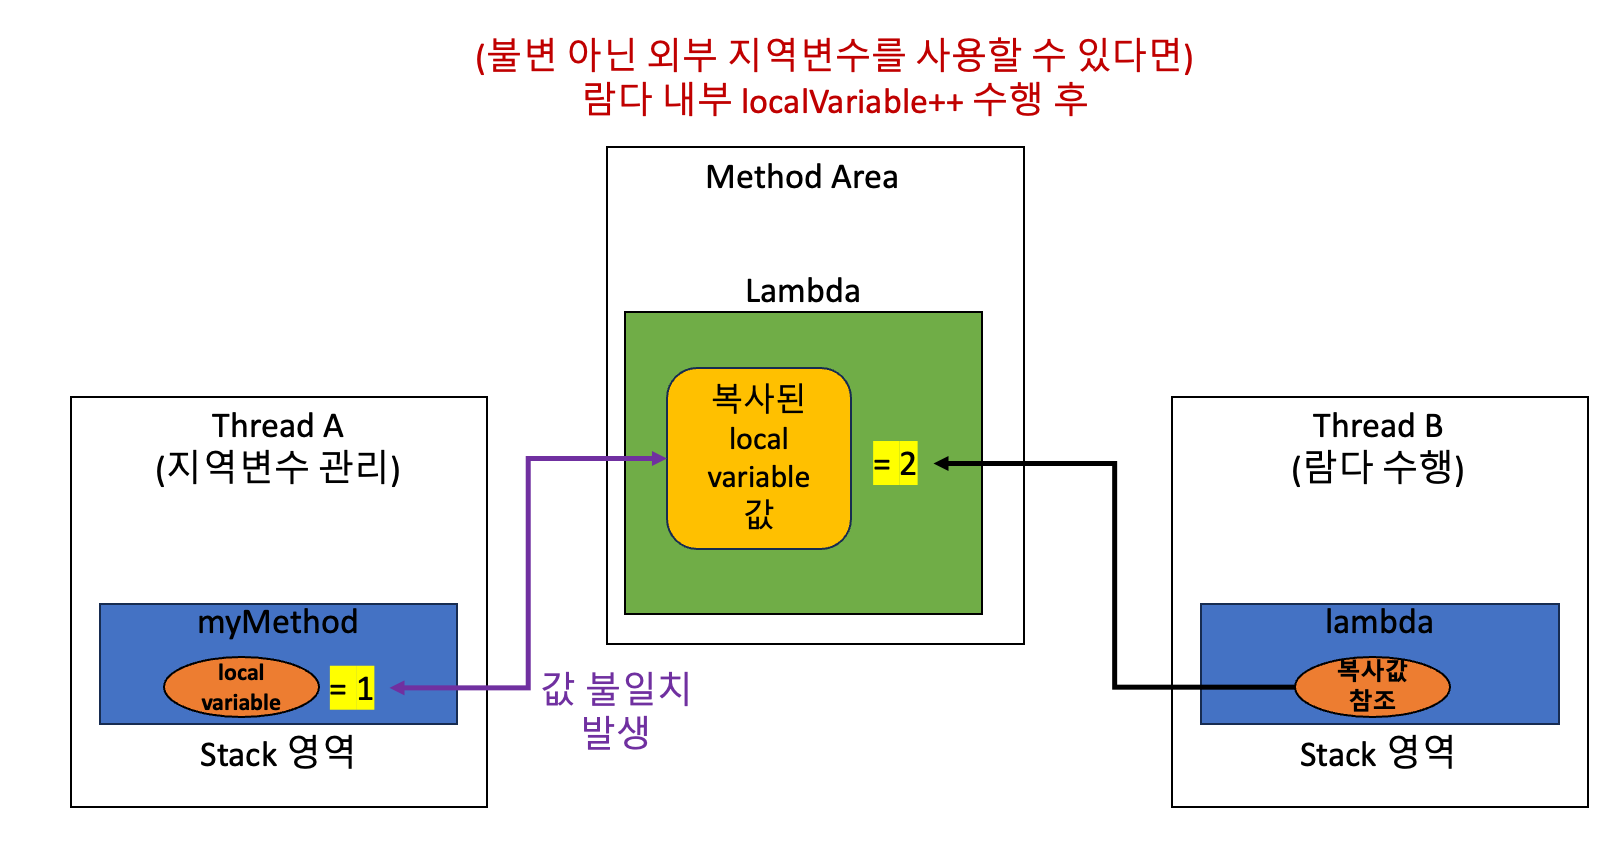 (불변 아닌 외부 지역변수를 사용할 수 있다면)
람다 내부 localVariable++ 수행 후
Method Area
Lambda
복사된
local
variable
값
= 2
Thread A
(지역변수 관리)
myMethod
local
variable
= 1
Stack 영역
값 불일치
발생
Thread B
(람다 수행)
lambda
복사값
참조
Stack 영역